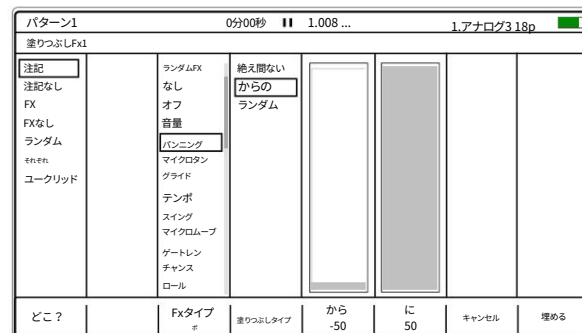 パターン1 0分00秒 1.008 ... 1.アナログ3 18p
塗りつぶしFx1
注記
注記なし
FX
FXなし
ランダム
それぞれ
ユークリッド
ランダムFX
なし
オフ
音量
パンニング
マイクロタン
グライド
テンポ
スイング
マイクロムーブ
ゲートレン
チャンス
ロール
絶え間ない
からの
ランダム
どこ？
Fxタイプ
ポ
塗りつぶしタイプ
から
-50
に
50
キャンセル
埋める